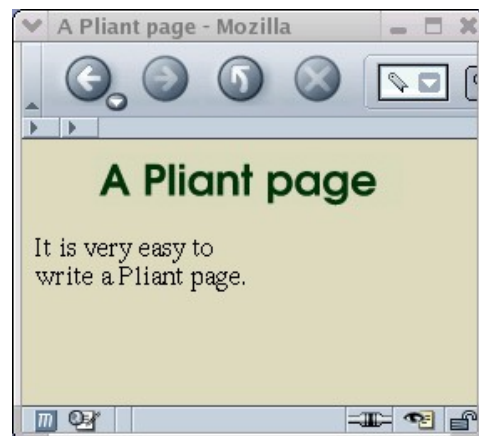 A Pliant page - Mozilla
A Pliant page
It is very easy to
write a Pliant page.